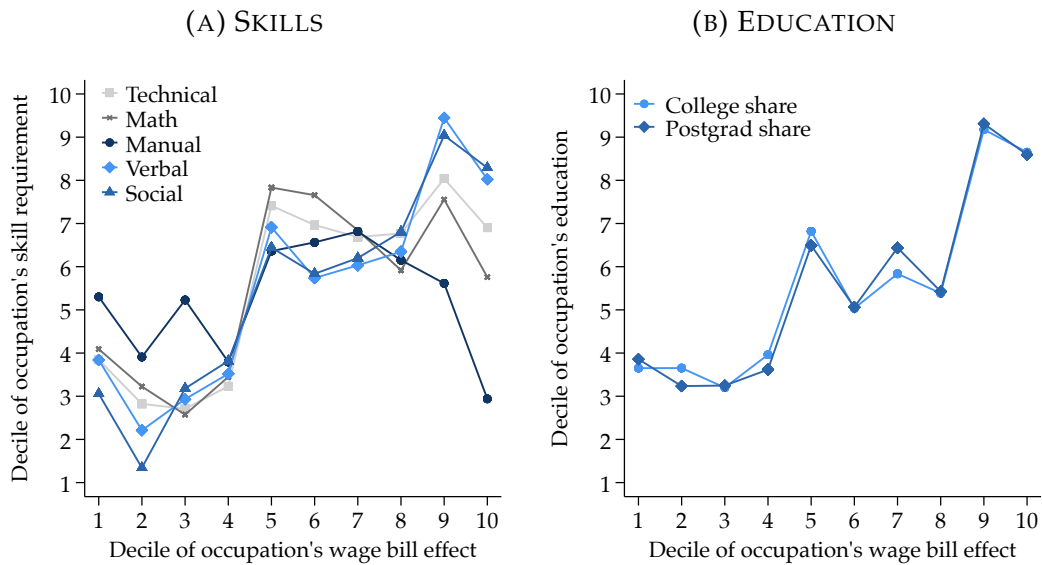 (A) SKILLS
Decile of occupation's skill requirement
10
9
8
7
6
5
4
3
2
1
Technical
Math
Manual
Verbal
Social
1 2 3 4 5 6 7 8 9 10
Decile of occupation's wage bill effect
(B) EDUCATION
Decile of occupation's education
10
9
8
7
6
5
4
3
2
1
College share
Postgrad share
1 2 3 4 5 6 7 8 9 10
Decile of occupation's wage bill effect